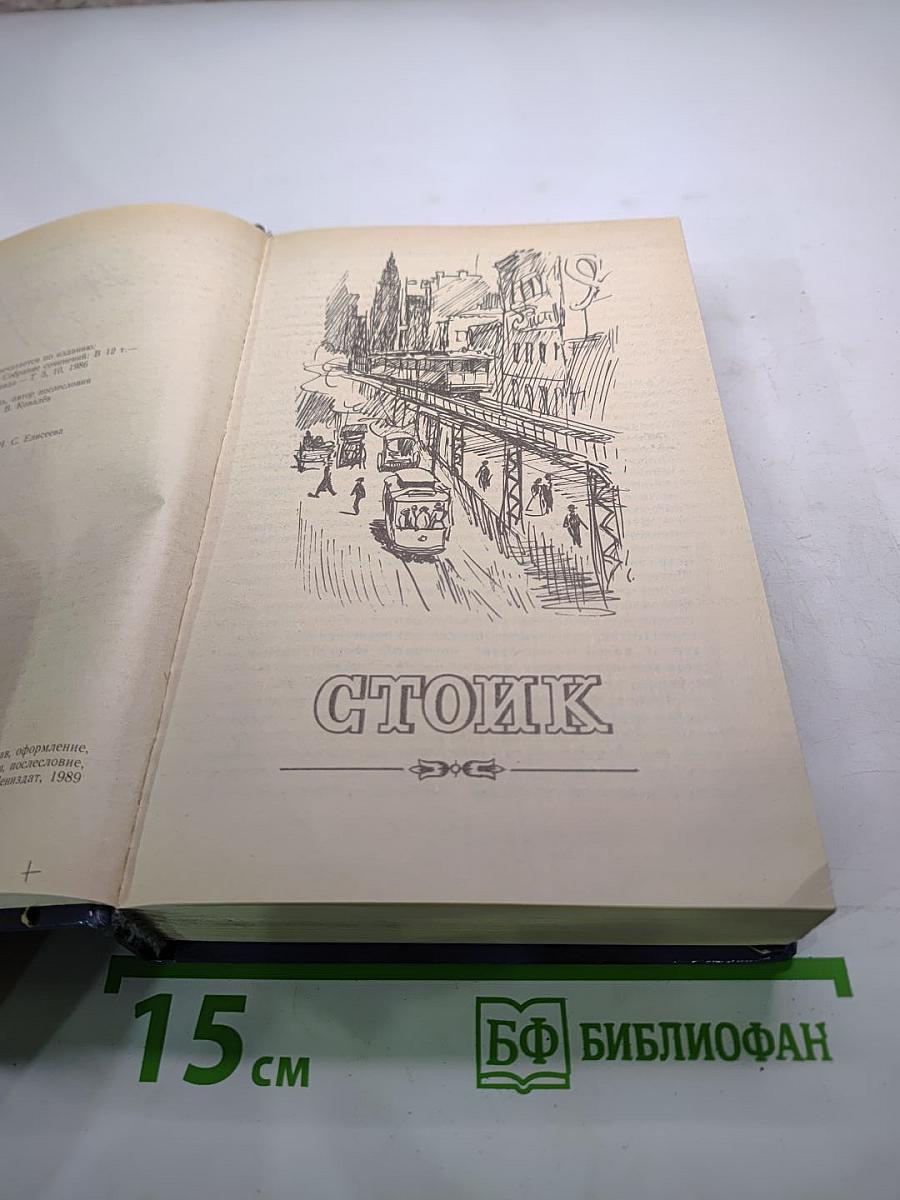 печатается по изданию:
Собрание сочинений: В 12 т.—
Т. 3, 10, 1986
автор послесловия
В. Ковалёв
С. Елисеева
СТОИК
оформление,
послесловие,
Лениздат, 1989
15 см
БФ БИБЛИОФАН